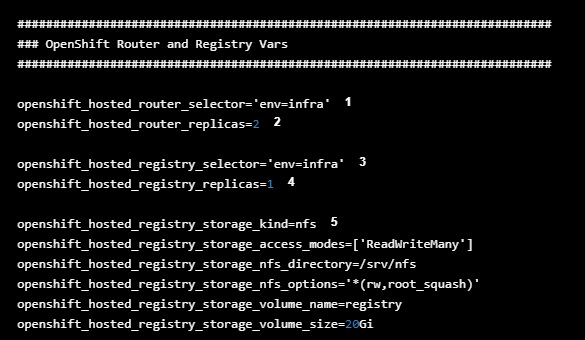 ###########################################################################
### OpenShift Router and Registry Vars
###########################################################################
openshift_hosted_router_selector='env=infra' 1
openshift_hosted_router_replicas=2 2
openshift_hosted_registry_selector='env=infra' 3
openshift_hosted_registry_replicas=1 4
openshift_hosted_registry_storage_kind=nfs 5
openshift_hosted_registry_storage_access_modes=['ReadWriteMany']
openshift_hosted_registry_storage_nfs_directory=/srv/nfs
openshift_hosted_registry_storage_nfs_options='*(rw,root_squash)'
openshift_hosted_registry_storage_volume_name=registry
openshift_hosted_registry_storage_volume_size=20Gi